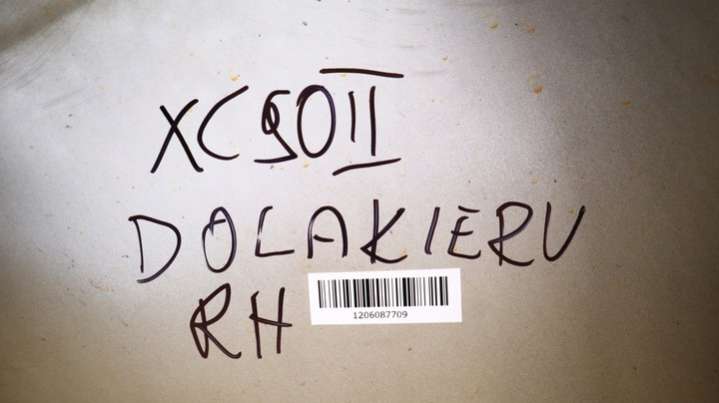 XC90II
DOLAKIERU
RH
1206087709